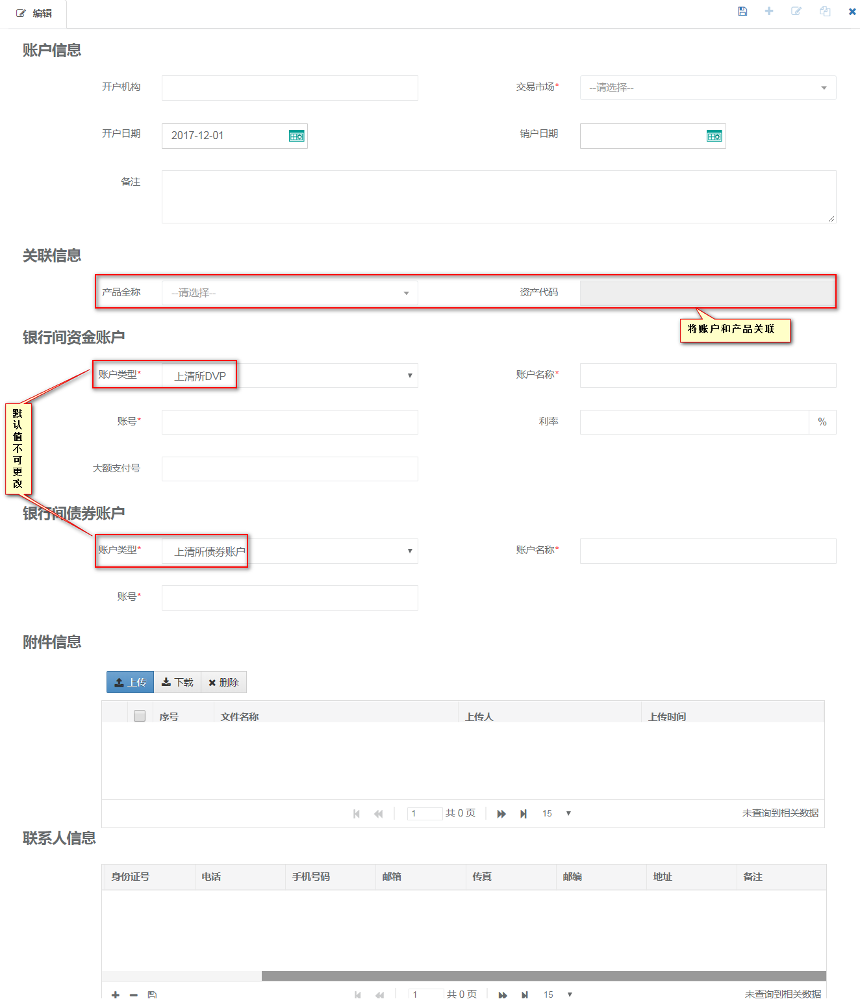 编辑
账户信息
开户机构
交易市场* --请选择--
开户日期 2017-12-01
销户日期
备注
关联信息
产品全称 --请选择--
资产代码
将账户和产品关联
银行间资金账户
账户类型* 上清所DVP
账户名称*
默认值不可更改
账号*
利率 %
大额支付号
银行间债券账户
账户类型* 上清所债券账户
账户名称*
账号*
附件信息
上传 下载 删除
序号 文件名称 上传人 上传时间
1 共 0 页 15 未查询到相关数据
联系人信息
身份证号 电话 手机号码 邮箱 传真 邮编 地址 备注
1 共 0 页 15 未查询到相关数据